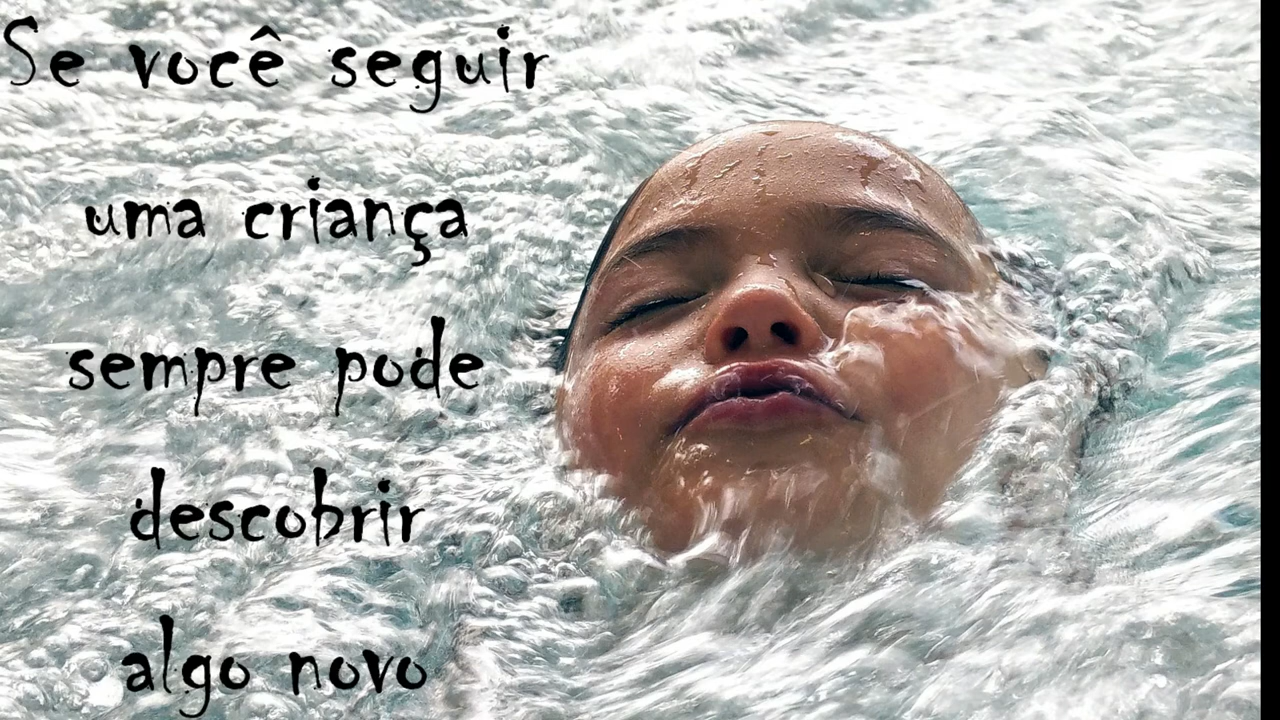 Se você seguir
uma criança
sempre pode
descobrir
algo novo